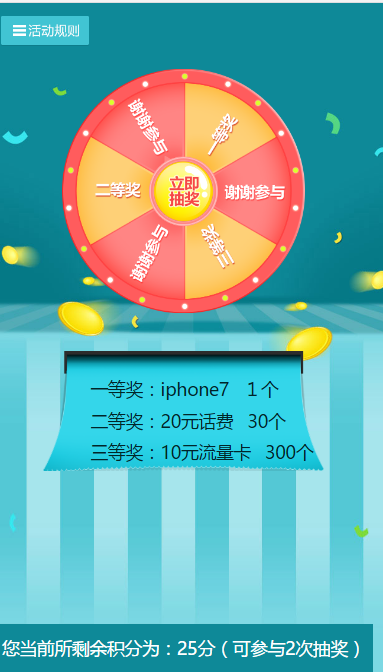 活动规则
谢谢参与
一等奖
二等奖
立即
抽奖
谢谢参与
谢谢参与
三等奖
一等奖：iphone7 1个
二等奖：20元话费 30个
三等奖：10元流量卡 300个
您当前所剩余积分为：25分（可参与2次抽奖）